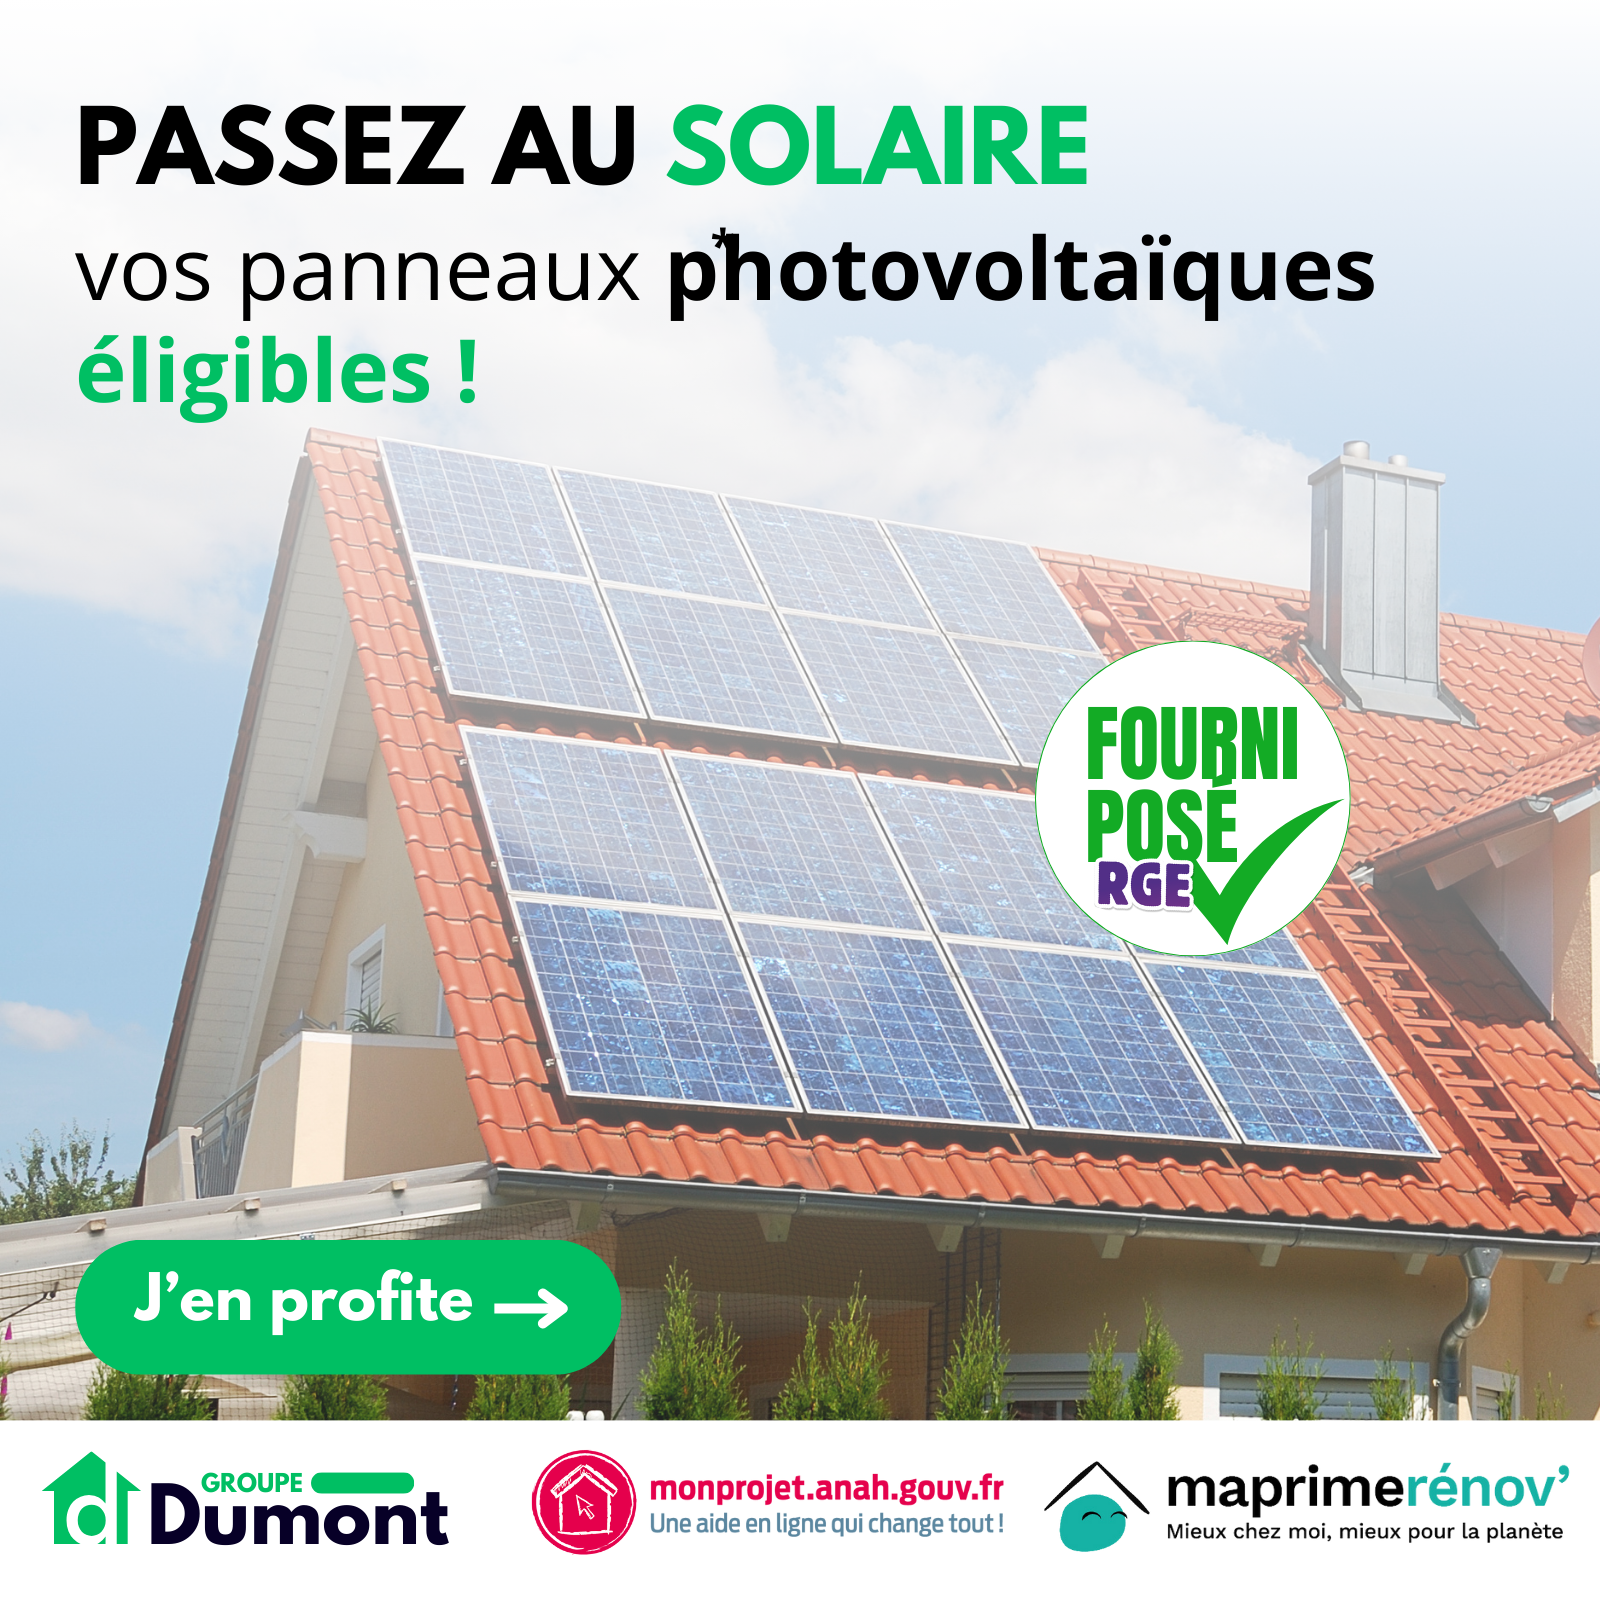 PASSEZ AU SOLAIRE
vos panneaux photovoltaïques
*
éligibles !
FOURNI
POSÉ
RGE
J’en profite →
GROUPE
Dumont
monprojet.anah.gouv.fr
Une aide en ligne qui change tout !
maprimerénov’
Mieux chez moi, mieux pour la planète